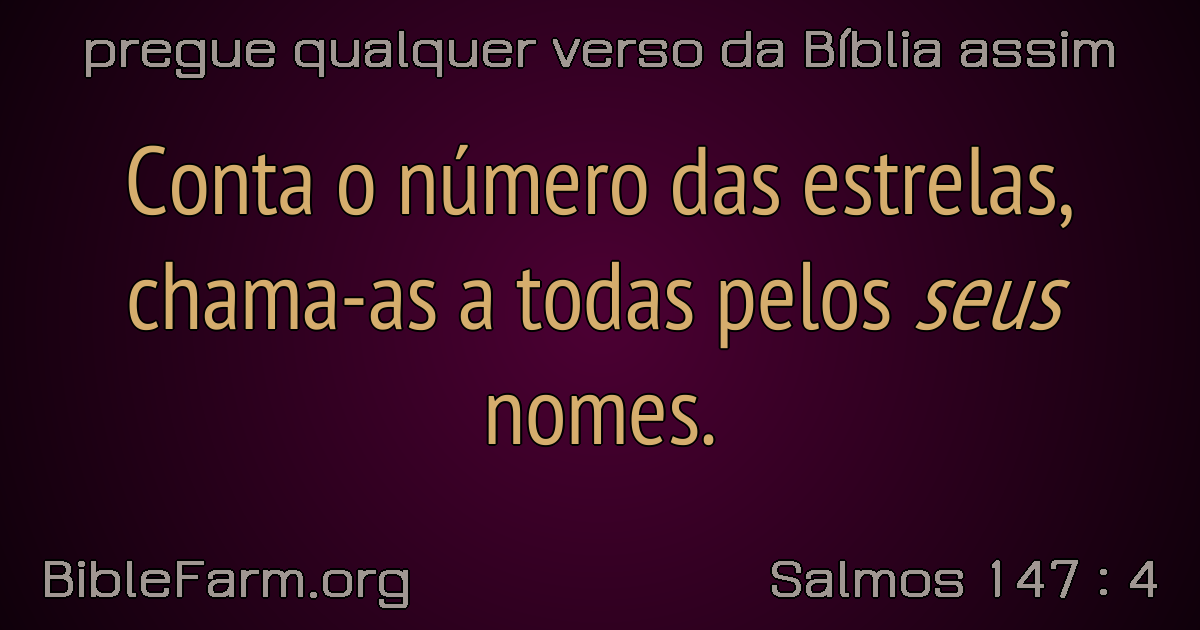 pregue qualquer verso da Bíblia assim
Conta o número das estrelas,
chama-as a todas pelos seus
nomes.
BibleFarm.org
Salmos 147 : 4